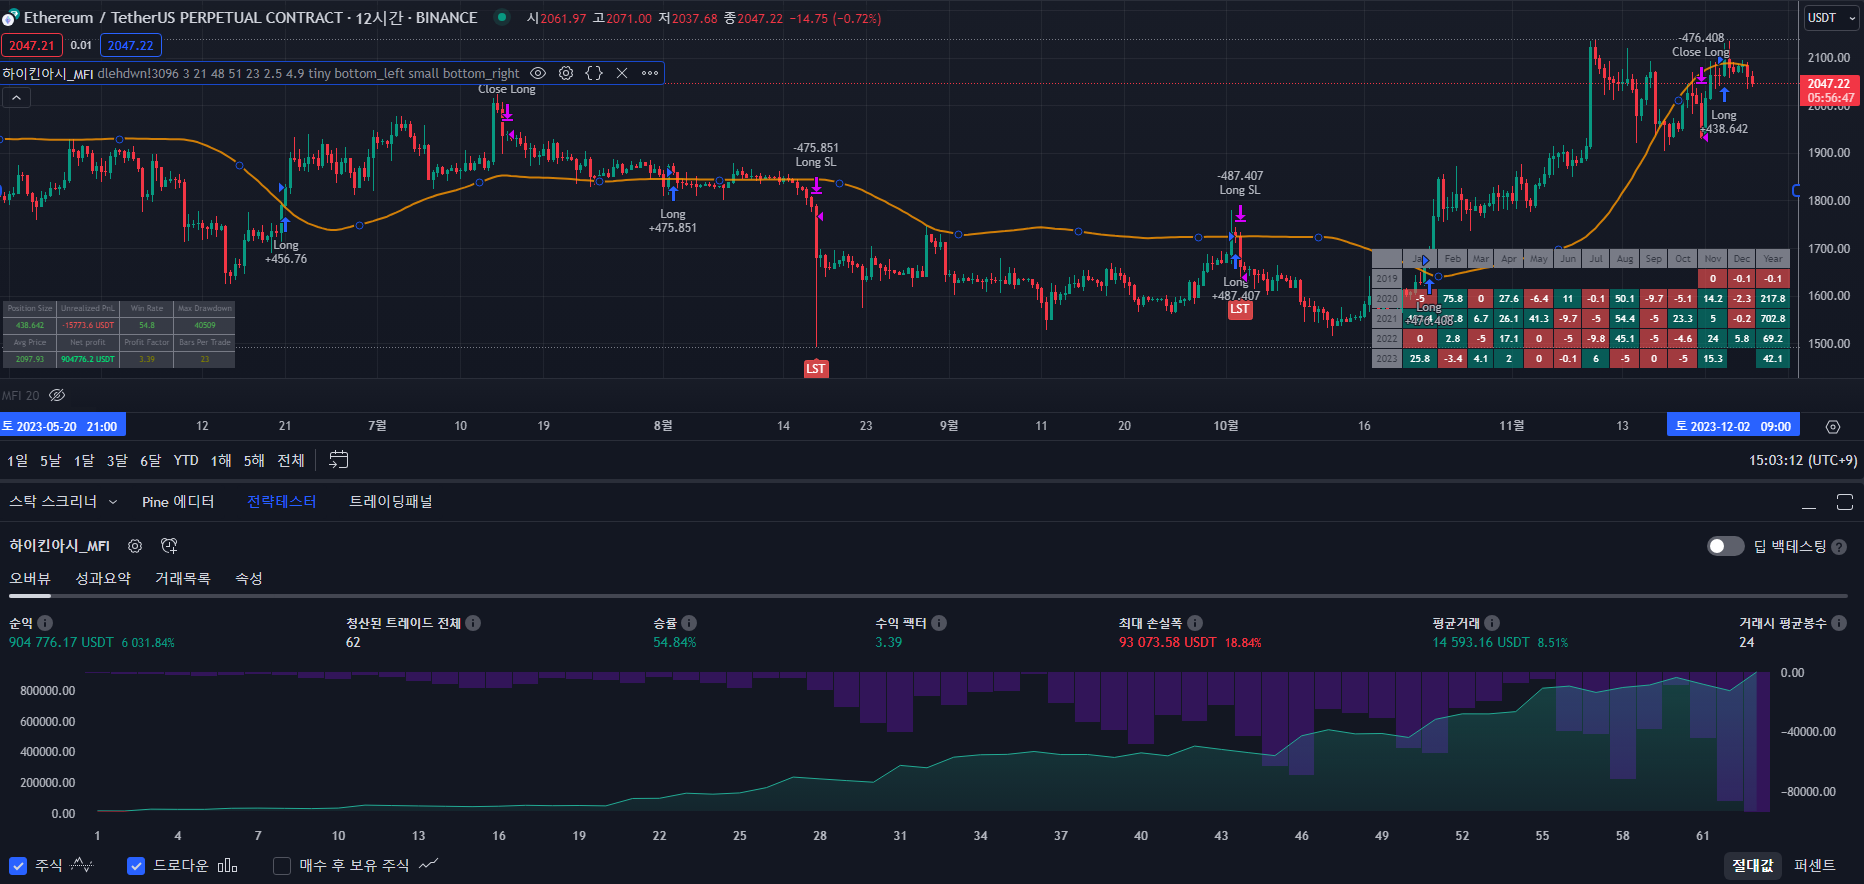 Ethereum / TetherUS PERPETUAL CONTRACT · 12시간 · BINANCE 시2061.97 고2071.00 저2037.68 종2047.22 −14.75 (−0.72%)
USDT
2047.21 0.01 2047.22
하이킨아시_MFI dlehdwn!3096 3 21 48 51 23 2.5 4.9 tiny bottom_left small bottom_right
Close Long
-475.851
Long SL
-487.407
Long SL
-476.408
Close Long
Long
+456.76
Long
+475.851
Long
+487.407
Long
+476.408
Long
+438.642
LST
LST
2100.00
2047.22
05:56:47
2000.00
1900.00
1800.00
1700.00
1600.00
1500.00
Position Size Unrealized PnL Win Rate Max Drawdown
438.642 -15773.6 USDT 54.8 40509
Avg Price Net profit Profit Factor Bars Per Trade
2097.93 904776.2 USDT 3.39 23
Jan Feb Mar Apr May Jun Jul Aug Sep Oct Nov Dec Year
2019 0 -0.1 -0.1
2020 -5 75.8 0 27.6 -6.4 11 -0.1 50.1 -9.7 -5.1 14.2 -2.3 217.8
2021 6.7 26.1 41.3 -9.7 -5 54.4 -5 23.3 5 -0.2 702.8
2022 0 2.8 -5 17.1 0 -5 -9.8 45.1 -5 -4.6 24 5.8 69.2
2023 25.8 -3.4 4.1 2 0 -0.1 6 -5 0 -5 15.3 42.1
MFI 20
토 2023-05-20 21:00 12 21 7월 10 19 8월 14 23 9월 11 20 10월 16 11월 13 토 2023-12-02 09:00
1일 5날 1달 3달 6달 YTD 1해 5해 전체 15:03:12 (UTC+9)
스탁 스크리너 Pine 에디터 전략테스터 트레이딩패널
하이킨아시_MFI 딥 백테스팅
오버뷰 성과요약 거래목록 속성
순익 청산된 트레이드 전체 승률 수익 팩터 최대 손실폭 평균거래 거래시 평균봉수
904 776.17 USDT 6 031.84% 62 54.84% 3.39 93 073.58 USDT 18.84% 14 593.16 USDT 8.51% 24
800000.00
600000.00
400000.00
200000.00
0.00
0.00
−40000.00
−80000.00
1 4 7 10 13 16 19 22 25 28 31 34 37 40 43 46 49 52 55 58 61
주식 드로다운 매수 후 보유 주식 절대값 퍼센트